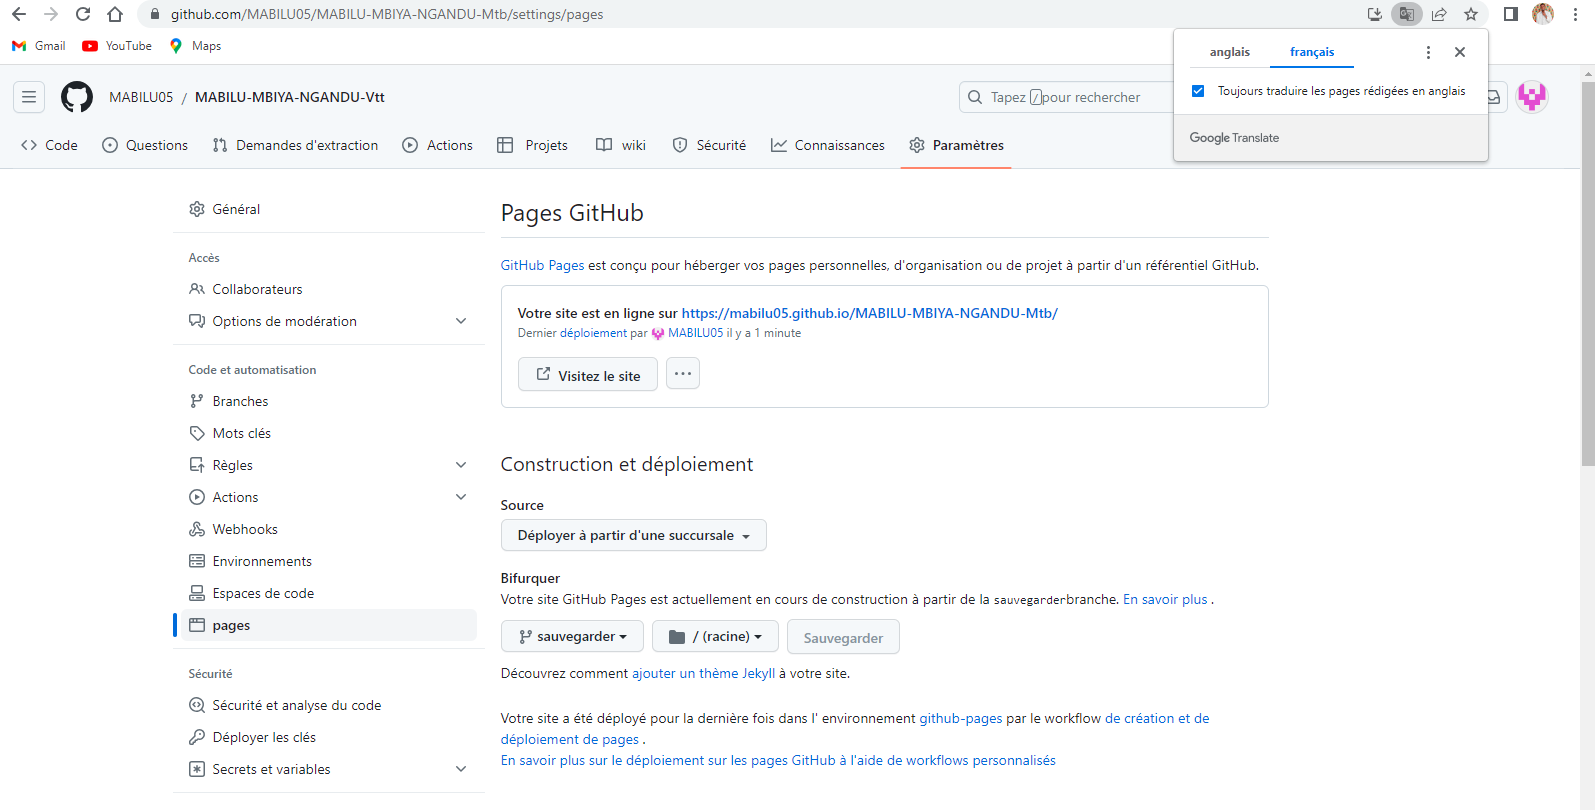 github.com/MABILU05/MABILU-MBIYA-NGANDU-Mtb/settings/pages
Gmail YouTube Maps
anglais français
Toujours traduire les pages rédigées en anglais
Google Translate
MABILU05 / MABILU-MBIYA-NGANDU-Vtt
Tapez / pour rechercher
Code Questions Demandes d'extraction Actions Projets wiki Sécurité Connaissances Paramètres
Général
Accès
Collaborateurs
Options de modération
Code et automatisation
Branches
Mots clés
Règles
Actions
Webhooks
Environnements
Espaces de code
pages
Sécurité
Sécurité et analyse du code
Déployer les clés
Secrets et variables
Pages GitHub
GitHub Pages est conçu pour héberger vos pages personnelles, d'organisation ou de projet à partir d'un référentiel GitHub.
Votre site est en ligne sur https://mabilu05.github.io/MABILU-MBIYA-NGANDU-Mtb/
Dernier déploiement par MABILU05 il y a 1 minute
Visitez le site
Construction et déploiement
Source
Déployer à partir d'une succursale
Bifurquer
Votre site GitHub Pages est actuellement en cours de construction à partir de la sauvegarderbranche. En savoir plus .
sauvegarder / (racine) Sauvegarder
Découvrez comment ajouter un thème Jekyll à votre site.
Votre site a été déployé pour la dernière fois dans l' environnement github-pages par le workflow de création et de
déploiement de pages .
En savoir plus sur le déploiement sur les pages GitHub à l'aide de workflows personnalisés